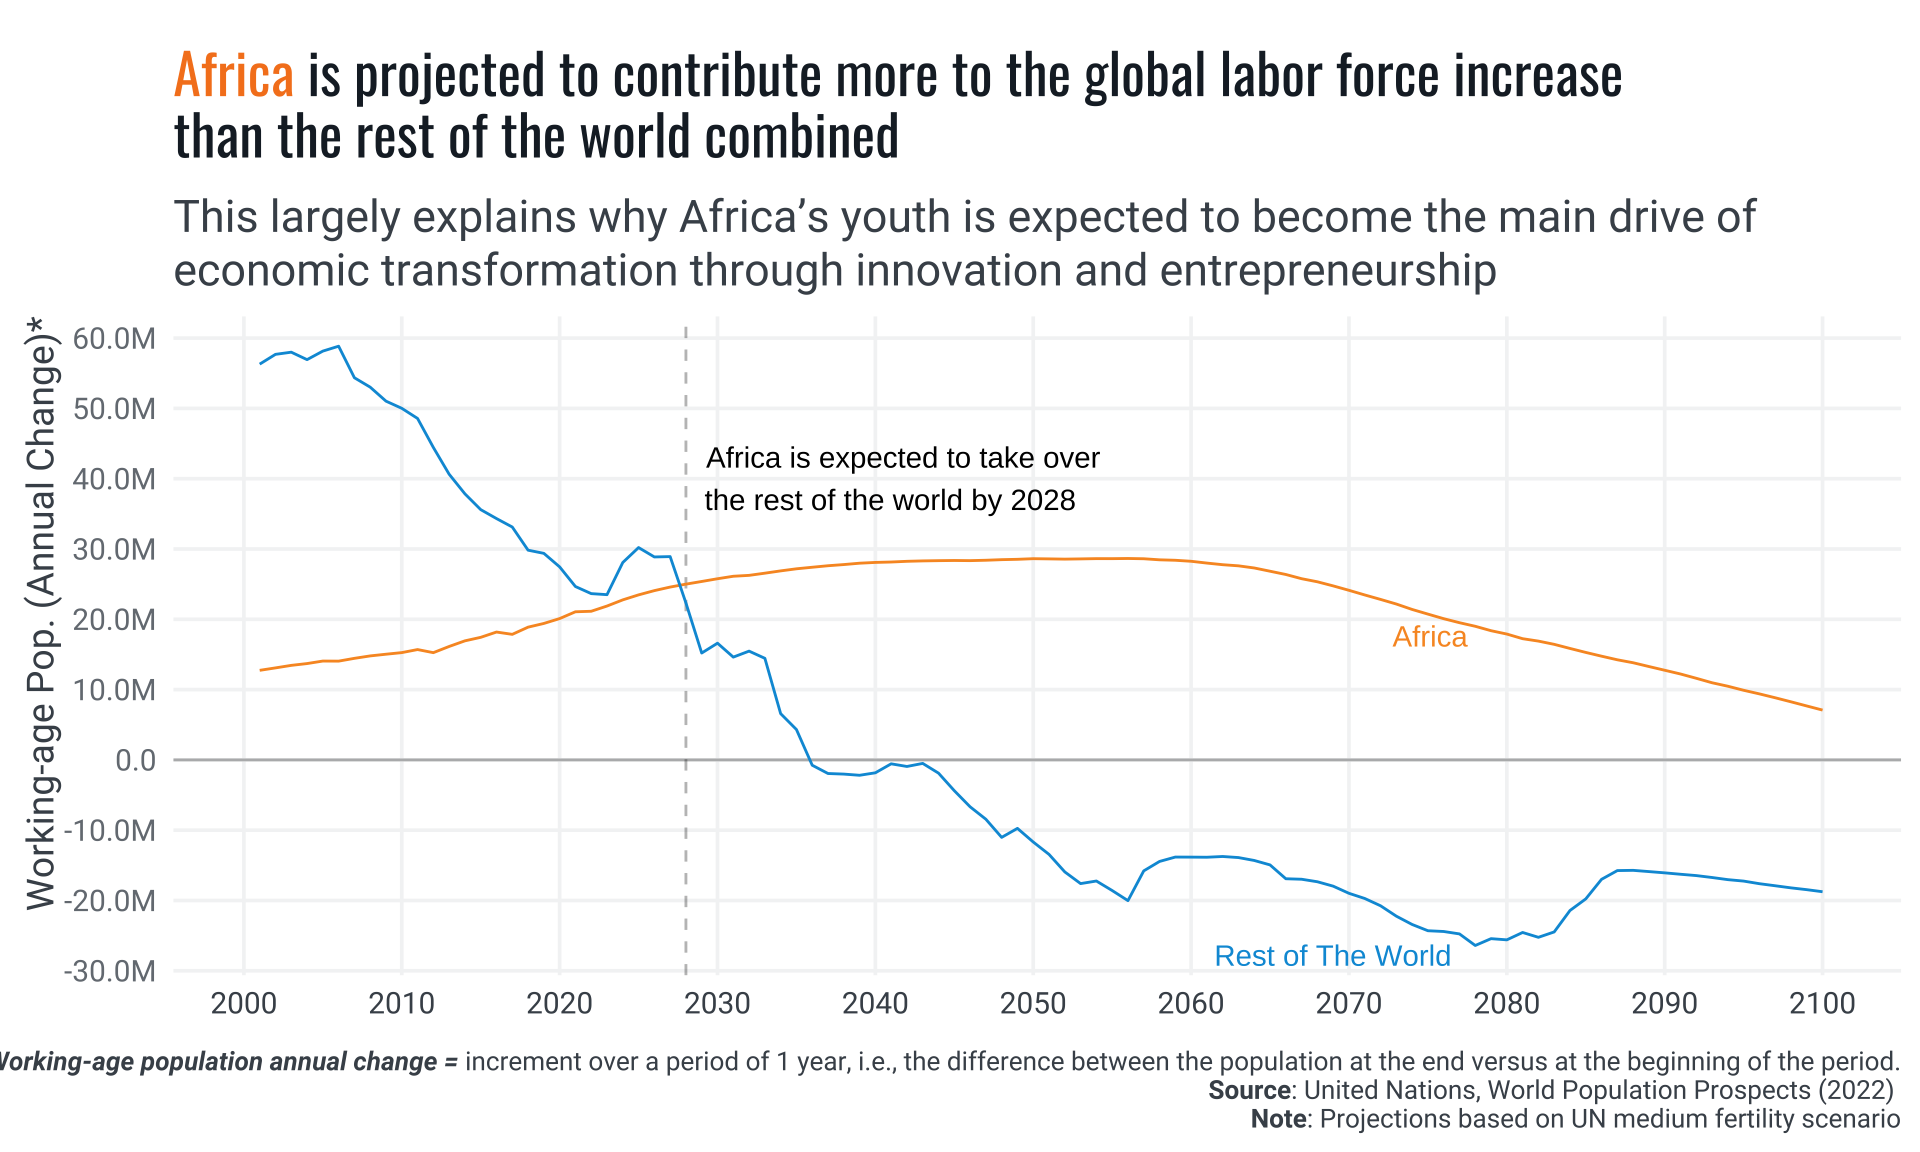 Africa is projected to contribute more to the global labor force increase
than the rest of the world combined
This largely explains why Africa’s youth is expected to become the main drive of
economic transformation through innovation and entrepreneurship
Working-age Pop. (Annual Change)*
60.0M
50.0M
40.0M
30.0M
20.0M
10.0M
0.0
-10.0M
-20.0M
-30.0M
Africa is expected to take over
the rest of the world by 2028
Africa
Rest of The World
2000 2010 2020 2030 2040 2050 2060 2070 2080 2090 2100
Working-age population annual change = increment over a period of 1 year, i.e., the difference between the population at the end versus at the beginning of the period.
Source: United Nations, World Population Prospects (2022)
Note: Projections based on UN medium fertility scenario